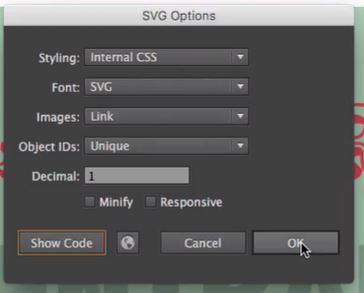 SVG Options
Styling: Internal CSS
Font: SVG
Images: Link
Object IDs: Unique
Decimal: 1
Minify Responsive
Show Code Cancel OK